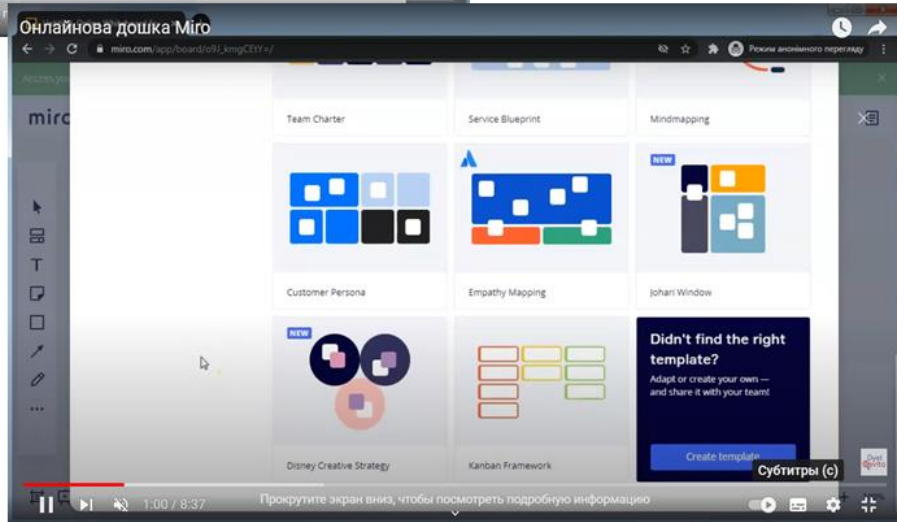 Онлайнова дошка Miro
miro.com/app/board/o9J_kmgCEtY=/
Режим анонімного перегляду
miro
Team Charter
Service Blueprint
Mindmapping
NEW
Customer Persona
Empathy Mapping
Johari Window
NEW
Didn't find the right
template?
Adapt or create your own —
and share it with your team!
Create template
Disney Creative Strategy
Kanban Framework
Субтитры (c)
1:00 / 8:37
Прокрутите экран вниз, чтобы посмотреть подробную информацию